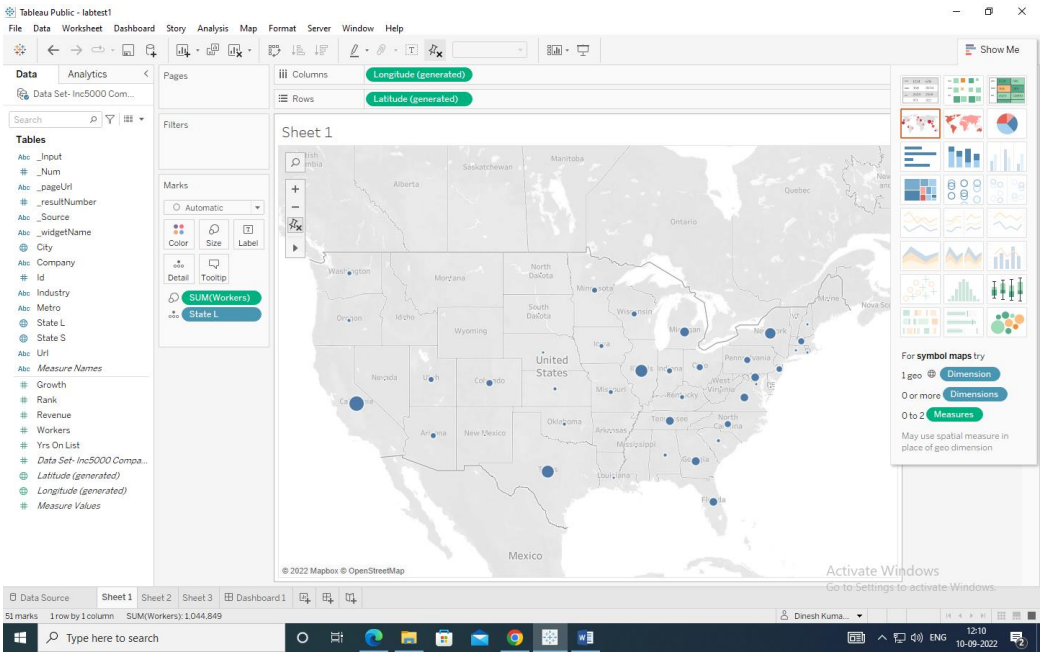 Tableau Public - labtest1
File Data Worksheet Dashboard Story Analysis Map Format Server Window Help
Show Me
Data Analytics
Data Set- Inc5000 Com...
Search
Tables
Abc _Input
# _Num
Abc _pageUrl
# _resultNumber
Abc _Source
Abc _widgetName
City
Abc Company
# Id
Abc Industry
Abc Metro
State L
State S
Abc Url
Abc Measure Names
# Growth
# Rank
# Revenue
# Workers
# Yrs On List
# Data Set- Inc5000 Compa...
Latitude (generated)
Longitude (generated)
# Measure Values
Pages
Filters
Marks
Automatic
Color Size Label
Detail Tooltip
SUM(Workers)
State L
Columns Longitude (generated)
Rows Latitude (generated)
Sheet 1
Alberta
Saskatchewan
Manitoba
Ontario
Quebec
Washington
Montana
North
Dakota
Minnesota
Oregon
Idaho
South
Dakota
Wisconsin
Michigan
New York
Maine
Nova Sco
Wyoming
Iowa
United
States
Nevada
Utah
Colorado
Illinois
Indiana
Ohio
Pennsylvania
West
Virginia
California
Missouri
Kentucky
Arizona
New Mexico
Oklahoma
Arkansas
Tennessee
North
Carolina
Mississippi
Georgia
Texas
Louisiana
Florida
Mexico
© 2022 Mapbox © OpenStreetMap
For symbol maps try
1 geo Dimension
0 or more Dimensions
0 to 2 Measures
May use spatial measure in
place of geo dimension
Activate Windows
Go to Settings to activate Windows.
Data Source Sheet 1 Sheet 2 Sheet 3 Dashboard 1
51 marks 1 row by 1 column SUM(Workers): 1,044,849
Dinesh Kuma...
Type here to search
ENG
12:10
10-09-2022